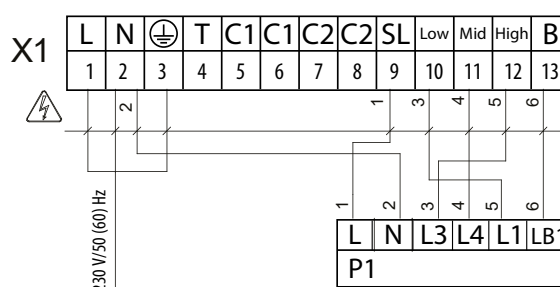 X1
L N T C1 C1 C2 C2 SL Low Mid High B
1 2 3 4 5 6 7 8 9 10 11 12 13
2 1 3 4 5 6
230 V/50 (60) Hz
1 2 3 4 5 6
L N L3 L4 L1 LB1
P1